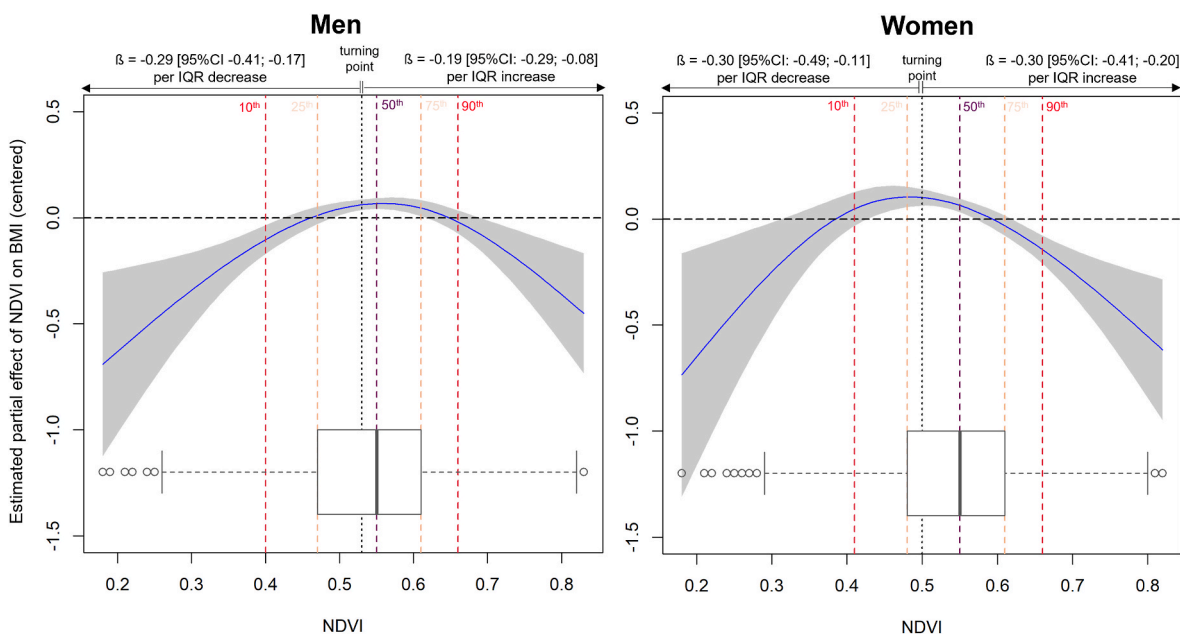 Men
ß = -0.29 [95%CI -0.41; -0.17]
per IQR decrease
turning
point
ß = -0.19 [95%CI: -0.29; -0.08]
per IQR increase
10th
25th
50th
75th
90th
0.5
0.0
-0.5
-1.0
-1.5
Estimated partial effect of NDVI on BMI (centered)
0.2 0.3 0.4 0.5 0.6 0.7 0.8
NDVI
Women
ß = -0.30 [95%CI: -0.49; -0.11]
per IQR decrease
turning
point
ß = -0.30 [95%CI: -0.41; -0.20]
per IQR increase
10th
25th
50th
75th
90th
0.5
0.0
-0.5
-1.0
-1.5
0.2 0.3 0.4 0.5 0.6 0.7 0.8
NDVI